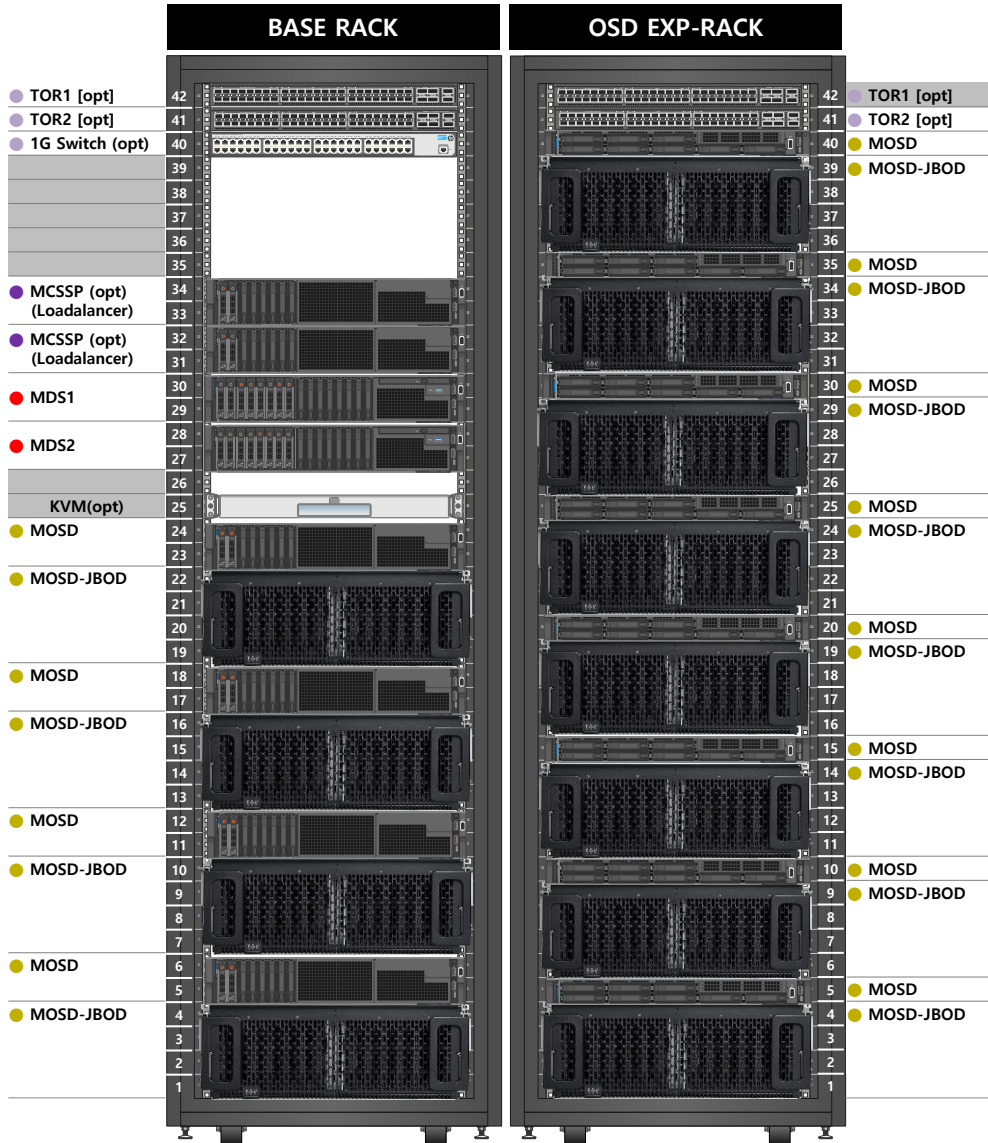 BASE RACK
OSD EXP-RACK
TOR1 [opt]
TOR2 [opt]
1G Switch (opt)
MCSSP (opt)
(Loadalancer)
MCSSP (opt)
(Loadalancer)
MDS1
MDS2
KVM(opt)
MOSD
MOSD-JBOD
MOSD
MOSD-JBOD
MOSD
MOSD-JBOD
MOSD
MOSD-JBOD
42
41
40
39
38
37
36
35
34
33
32
31
30
29
28
27
26
25
24
23
22
21
20
19
18
17
16
15
14
13
12
11
10
9
8
7
6
5
4
3
2
1
42
41
40
39
38
37
36
35
34
33
32
31
30
29
28
27
26
25
24
23
22
21
20
19
18
17
16
15
14
13
12
11
10
9
8
7
6
5
4
3
2
1
TOR1 [opt]
TOR2 [opt]
MOSD
MOSD-JBOD
MOSD
MOSD-JBOD
MOSD
MOSD-JBOD
MOSD
MOSD-JBOD
MOSD
MOSD-JBOD
MOSD
MOSD-JBOD
MOSD
MOSD-JBOD
MOSD
MOSD-JBOD